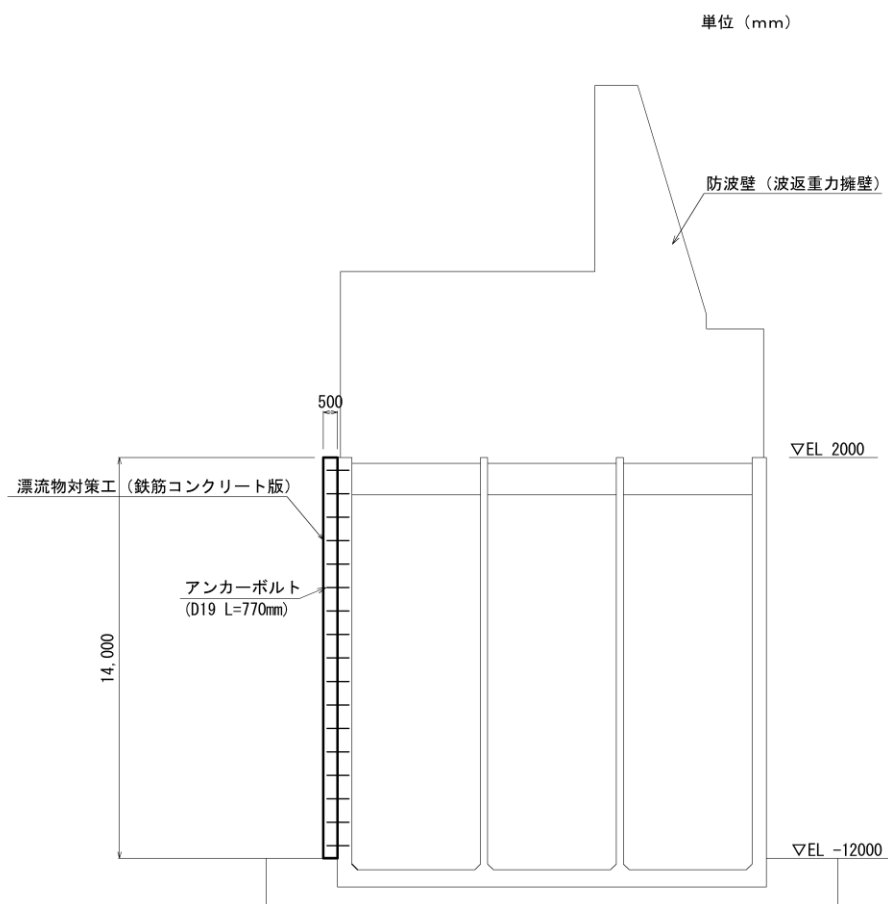 単位（mm）
防波壁（波返重力擁壁）
500
▽EL 2000
漂流物対策工（鉄筋コンクリート版）
アンカーボルト
(D19 L=770mm)
14,000
▽EL -12000